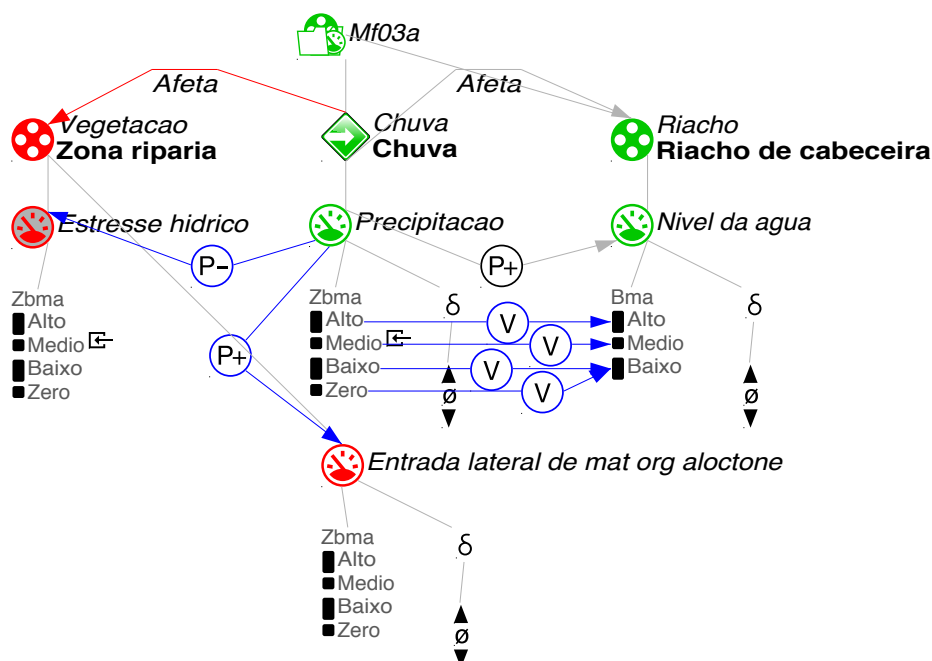 Mf03a
Afeta
Afeta
Vegetacao
Zona riparia
Chuva
Chuva
Riacho
Riacho de cabeceira
Estresse hidrico
Precipitacao
Nivel da agua
P-
P+
Zbma
Alto
Medio
Baixo
Zero
P+
Zbma
Alto
Medio
Baixo
Zero
δ
ø
V
V
V
V
Bma
Alto
Medio
Baixo
δ
ø
Entrada lateral de mat org aloctone
Zbma
Alto
Medio
Baixo
Zero
δ
ø